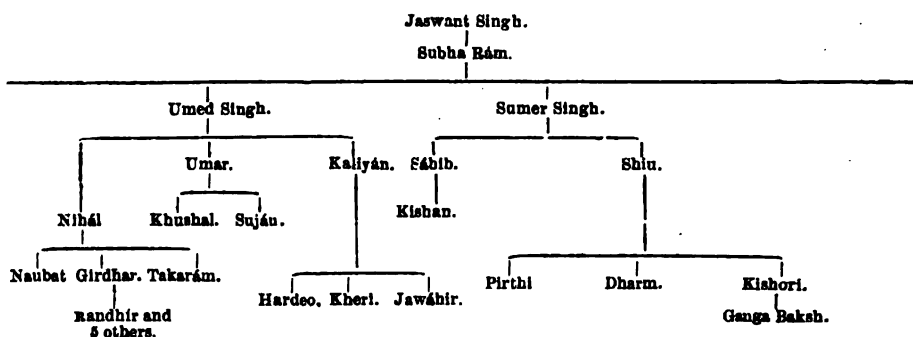 Jaswant Singh.
Subha Rám.
Umed Singh. Sumer Singh.
Umar. Kaliyán. Sáhib. Shiu.
Nihál Khushal. Sujáu. Kishan.
Naubat Girdhar. Takarám. Hardeo. Kheri. Jawáhir. Pirthi Dharm. Kishori.
Randhír and Ganga Baksh.
5 others.